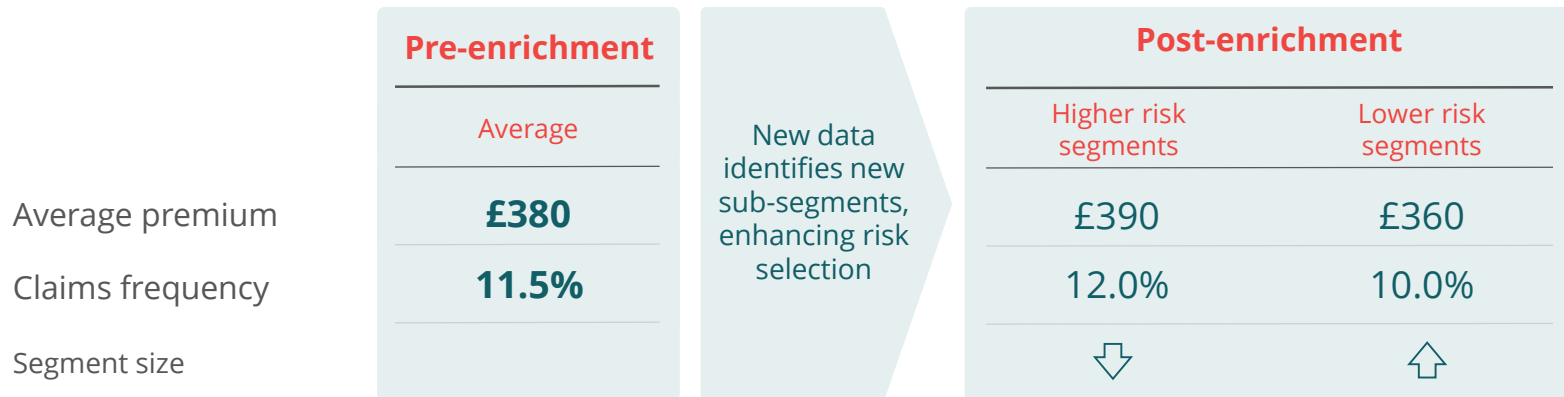 Pre-enrichment
Average
£380
11.5%
New data
identifies new
sub-segments,
enhancing risk
selection
Post-enrichment
Higher risk
segments
Lower risk
segments
Average premium
£390
£360
Claims frequency
12.0%
10.0%
Segment size